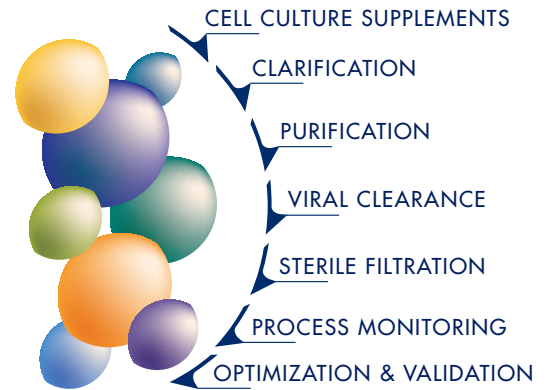 CELL CULTURE SUPPLEMENTS
CLARIFICATION
PURIFICATION
VIRAL CLEARANCE
STERILE FILTRATION
PROCESS MONITORING
OPTIMIZATION & VALIDATION